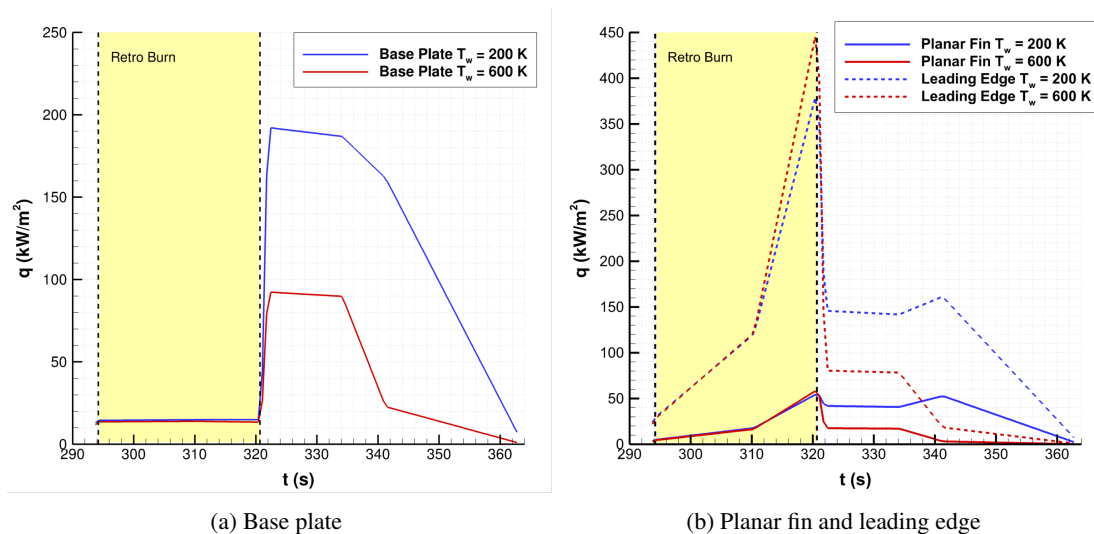 250
200
150
100
50
0
q (kW/m²)
Retro Burn
Base Plate T_w = 200 K
Base Plate T_w = 600 K
290 300 310 320 330 340 350 360
t (s)
(a) Base plate
450
400
350
300
250
200
150
100
50
0
q (kW/m²)
Retro Burn
Planar Fin T_w = 200 K
Planar Fin T_w = 600 K
Leading Edge T_w = 200 K
Leading Edge T_w = 600 K
290 300 310 320 330 340 350 360
t (s)
(b) Planar fin and leading edge